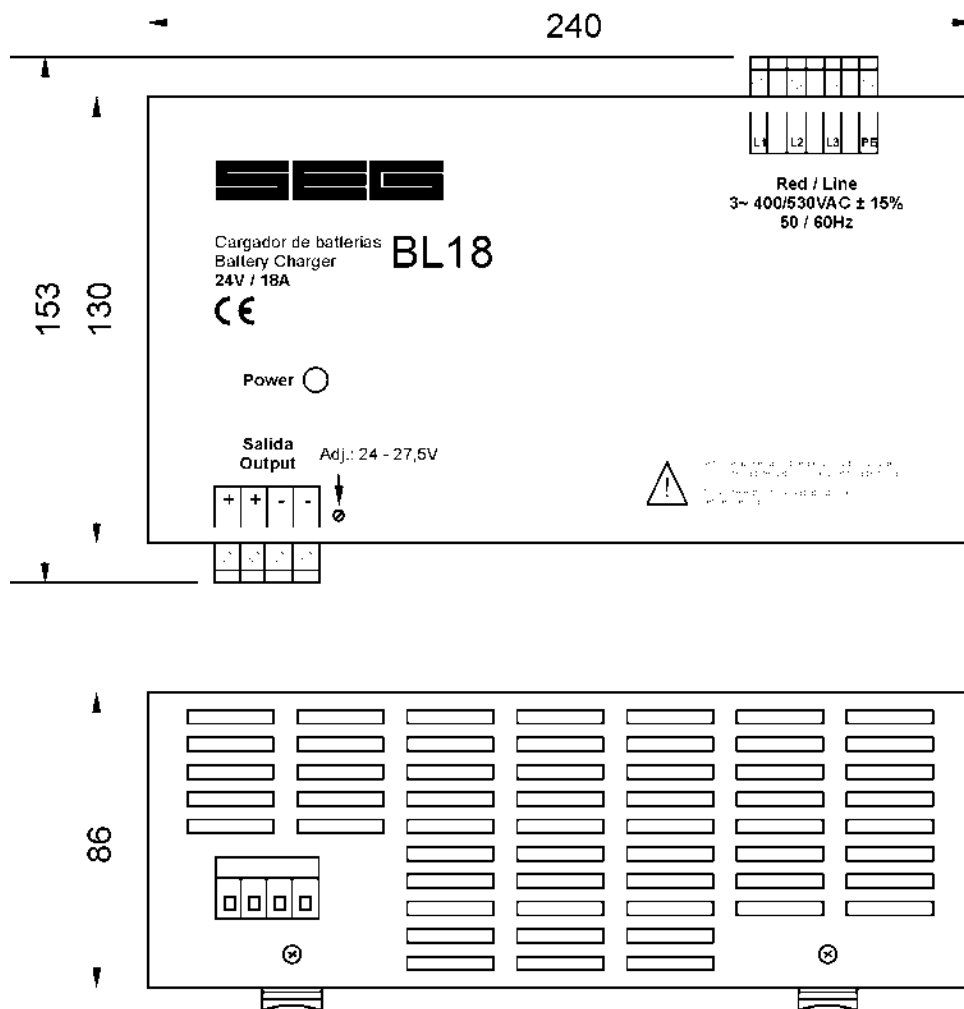 240
L1 L2 L3 PE
Red / Line
3~ 400/530VAC ± 15%
50 / 60Hz
SEG
Cargador de batterias
Battery Charger
BL18
24V / 18A
CE
153
130
Power
Salida
Output
Adj.: 24 - 27,5V
+ + - -
!
86